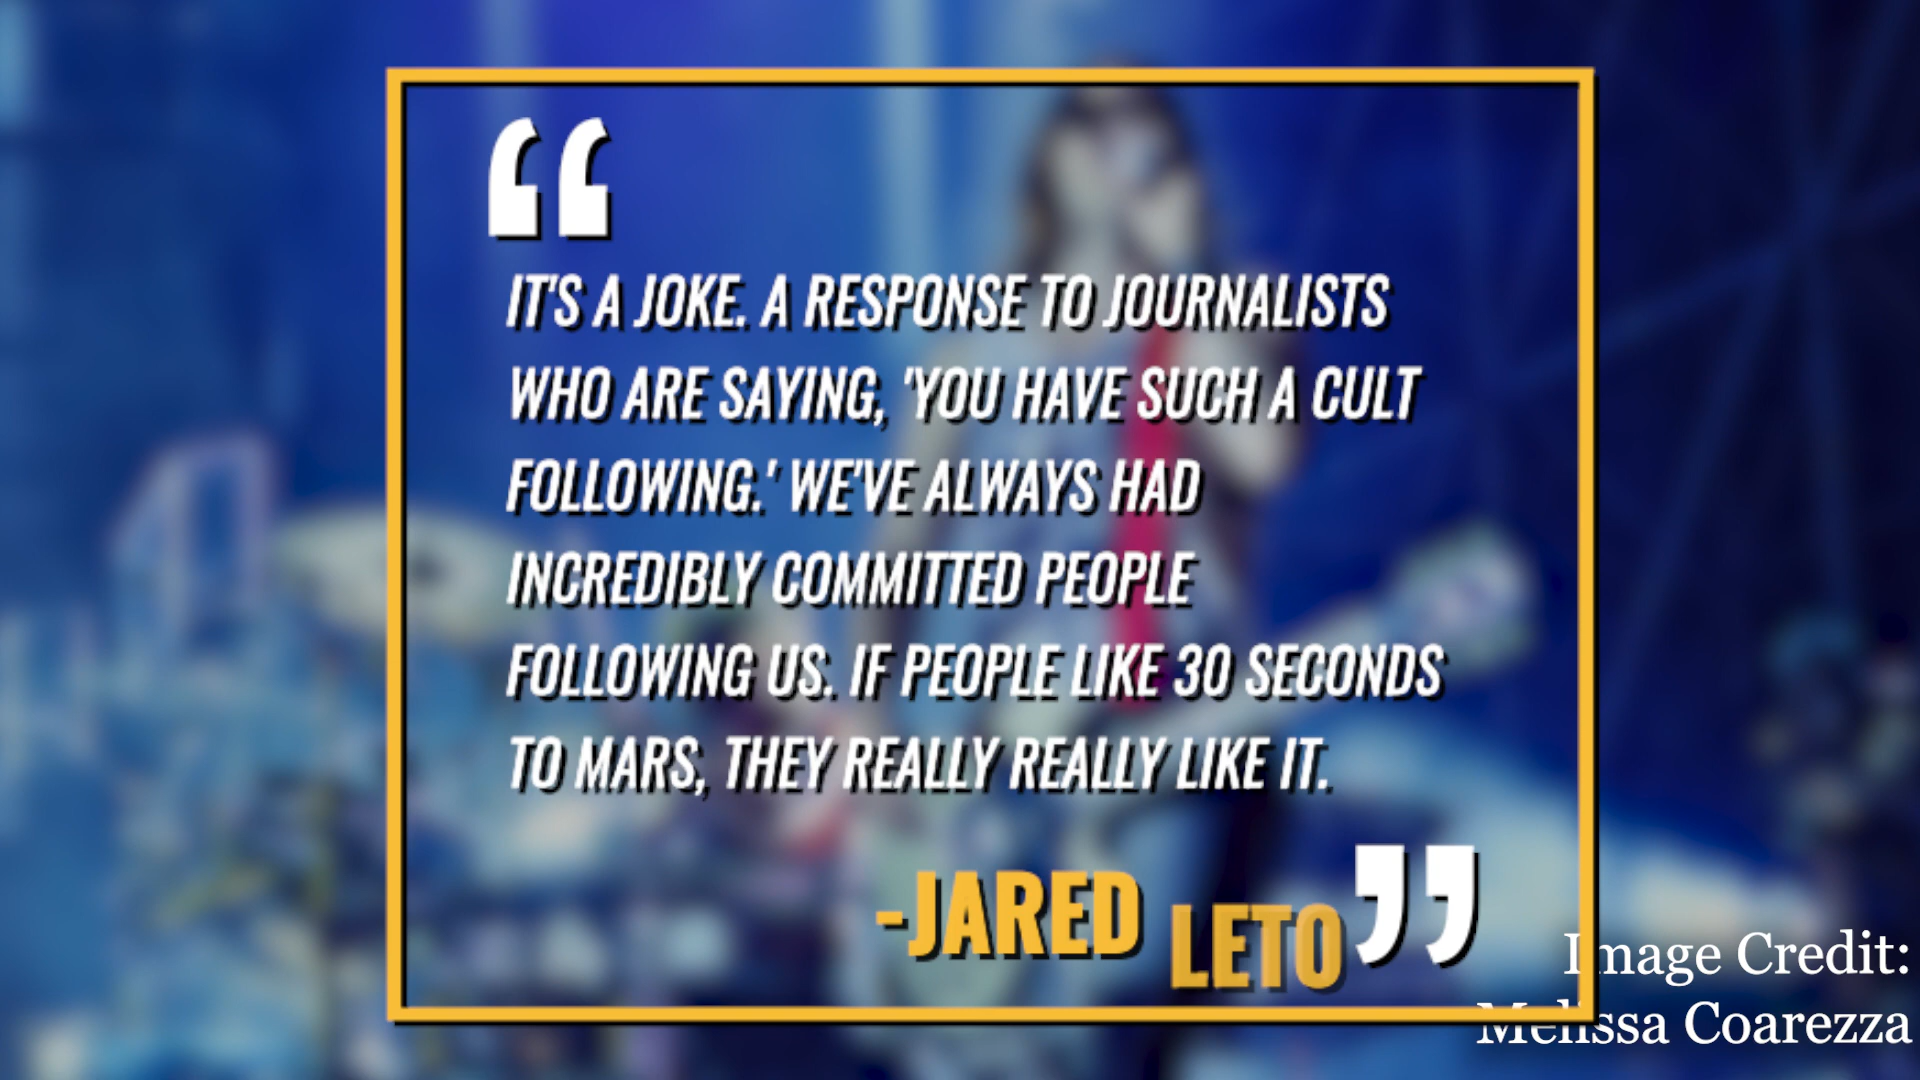 “
IT'S A JOKE. A RESPONSE TO JOURNALISTS
WHO ARE SAYING, 'YOU HAVE SUCH A CULT
FOLLOWING.' WE'VE ALWAYS HAD
INCREDIBLY COMMITTED PEOPLE
FOLLOWING US. IF PEOPLE LIKE 30 SECONDS
TO MARS, THEY REALLY REALLY LIKE IT.
-JARED LETO”
Image Credit:
Melissa Coarezza